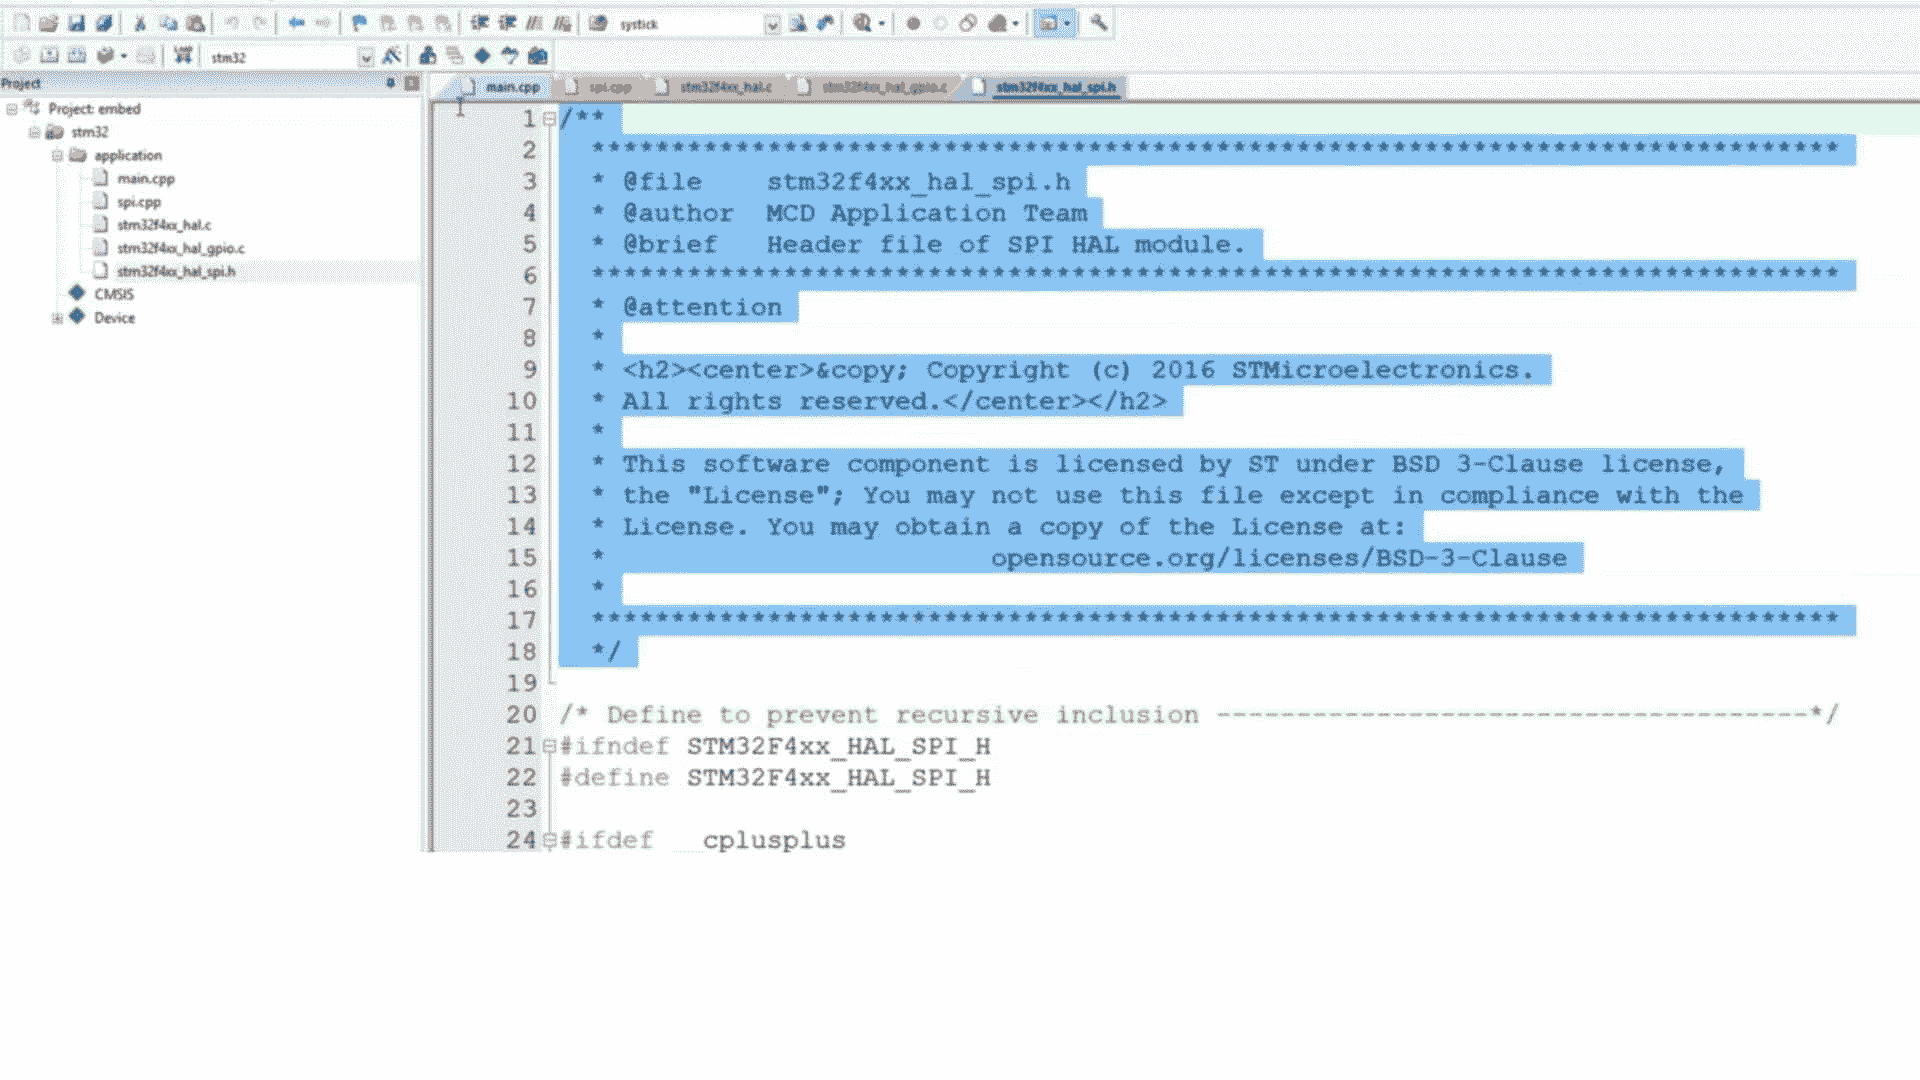 systick
stm32
Project
main.cpp
spi.cpp
stm32f4xx_hal.c
stm32f4xx_hal_gpio.c
stm32f4xx_hal_spi.h
Project: embed
stm32
application
main.cpp
spi.cpp
stm32f4xx_hal.c
stm32f4xx_hal_gpio.c
stm32f4xx_hal_spi.h
CMSIS
Device
1 /**
2 ******************************************************************************
3 * @file stm32f4xx_hal_spi.h
4 * @author MCD Application Team
5 * @brief Header file of SPI HAL module.
6 ******************************************************************************
7 * @attention
8 *
9 * <h2><center>&copy; Copyright (c) 2016 STMicroelectronics.
10 * All rights reserved.</center></h2>
11 *
12 * This software component is licensed by ST under BSD 3-Clause license,
13 * the "License"; You may not use this file except in compliance with the
14 * License. You may obtain a copy of the License at:
15 * opensource.org/licenses/BSD-3-Clause
16 *
17 ******************************************************************************
18 */
19
20 /* Define to prevent recursive inclusion -------------------------------------*/
21 #ifndef STM32F4xx_HAL_SPI_H
22 #define STM32F4xx_HAL_SPI_H
23
24 #ifdef __cplusplus